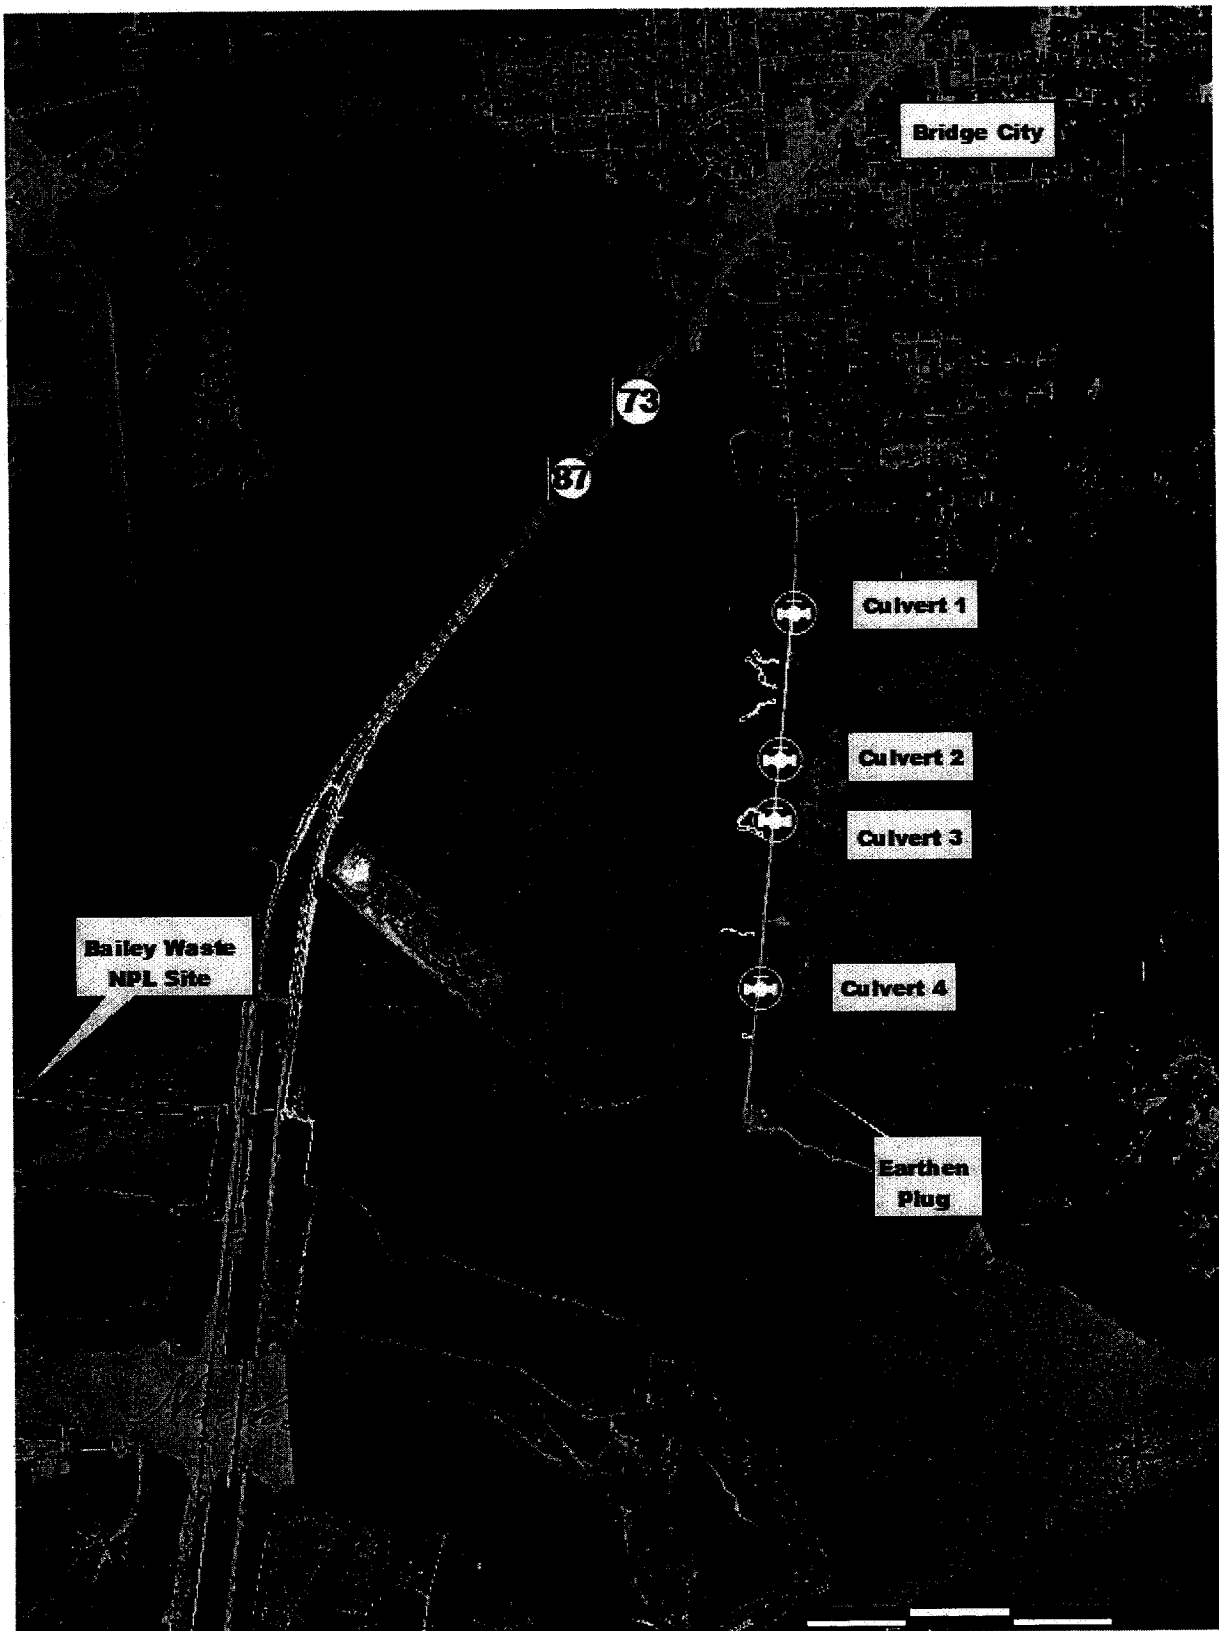 Bridge City
73
87
Culvert 1
Culvert 2
Culvert 3
Bailey Waste
NPL Site
Culvert 4
Earthen
Plug